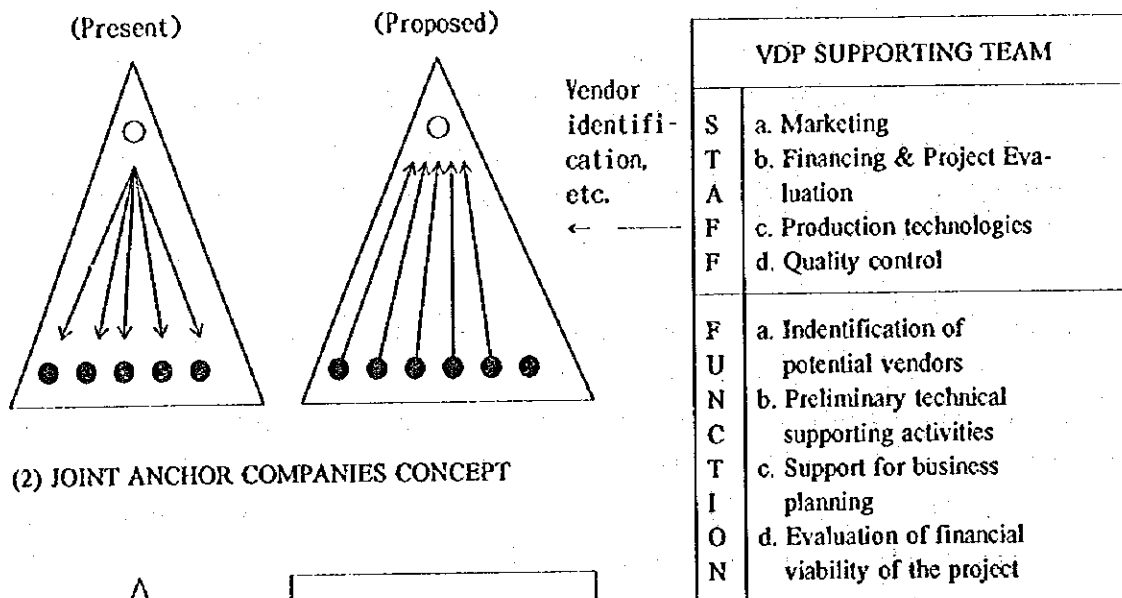 (Present)
(Proposed)
Vendor
identifi-
cation,
etc.
←
(2) JOINT ANCHOR COMPANIES CONCEPT
VDP SUPPORTING TEAM
STAFF
a. Marketing
b. Financing & Project Eva-
luation
c. Production technologies
d. Quality control
FUNCTION
a. Indentification of
potential vendors
b. Preliminary technical
supporting activities
c. Support for business
planning
d. Evaluation of financial
viability of the project